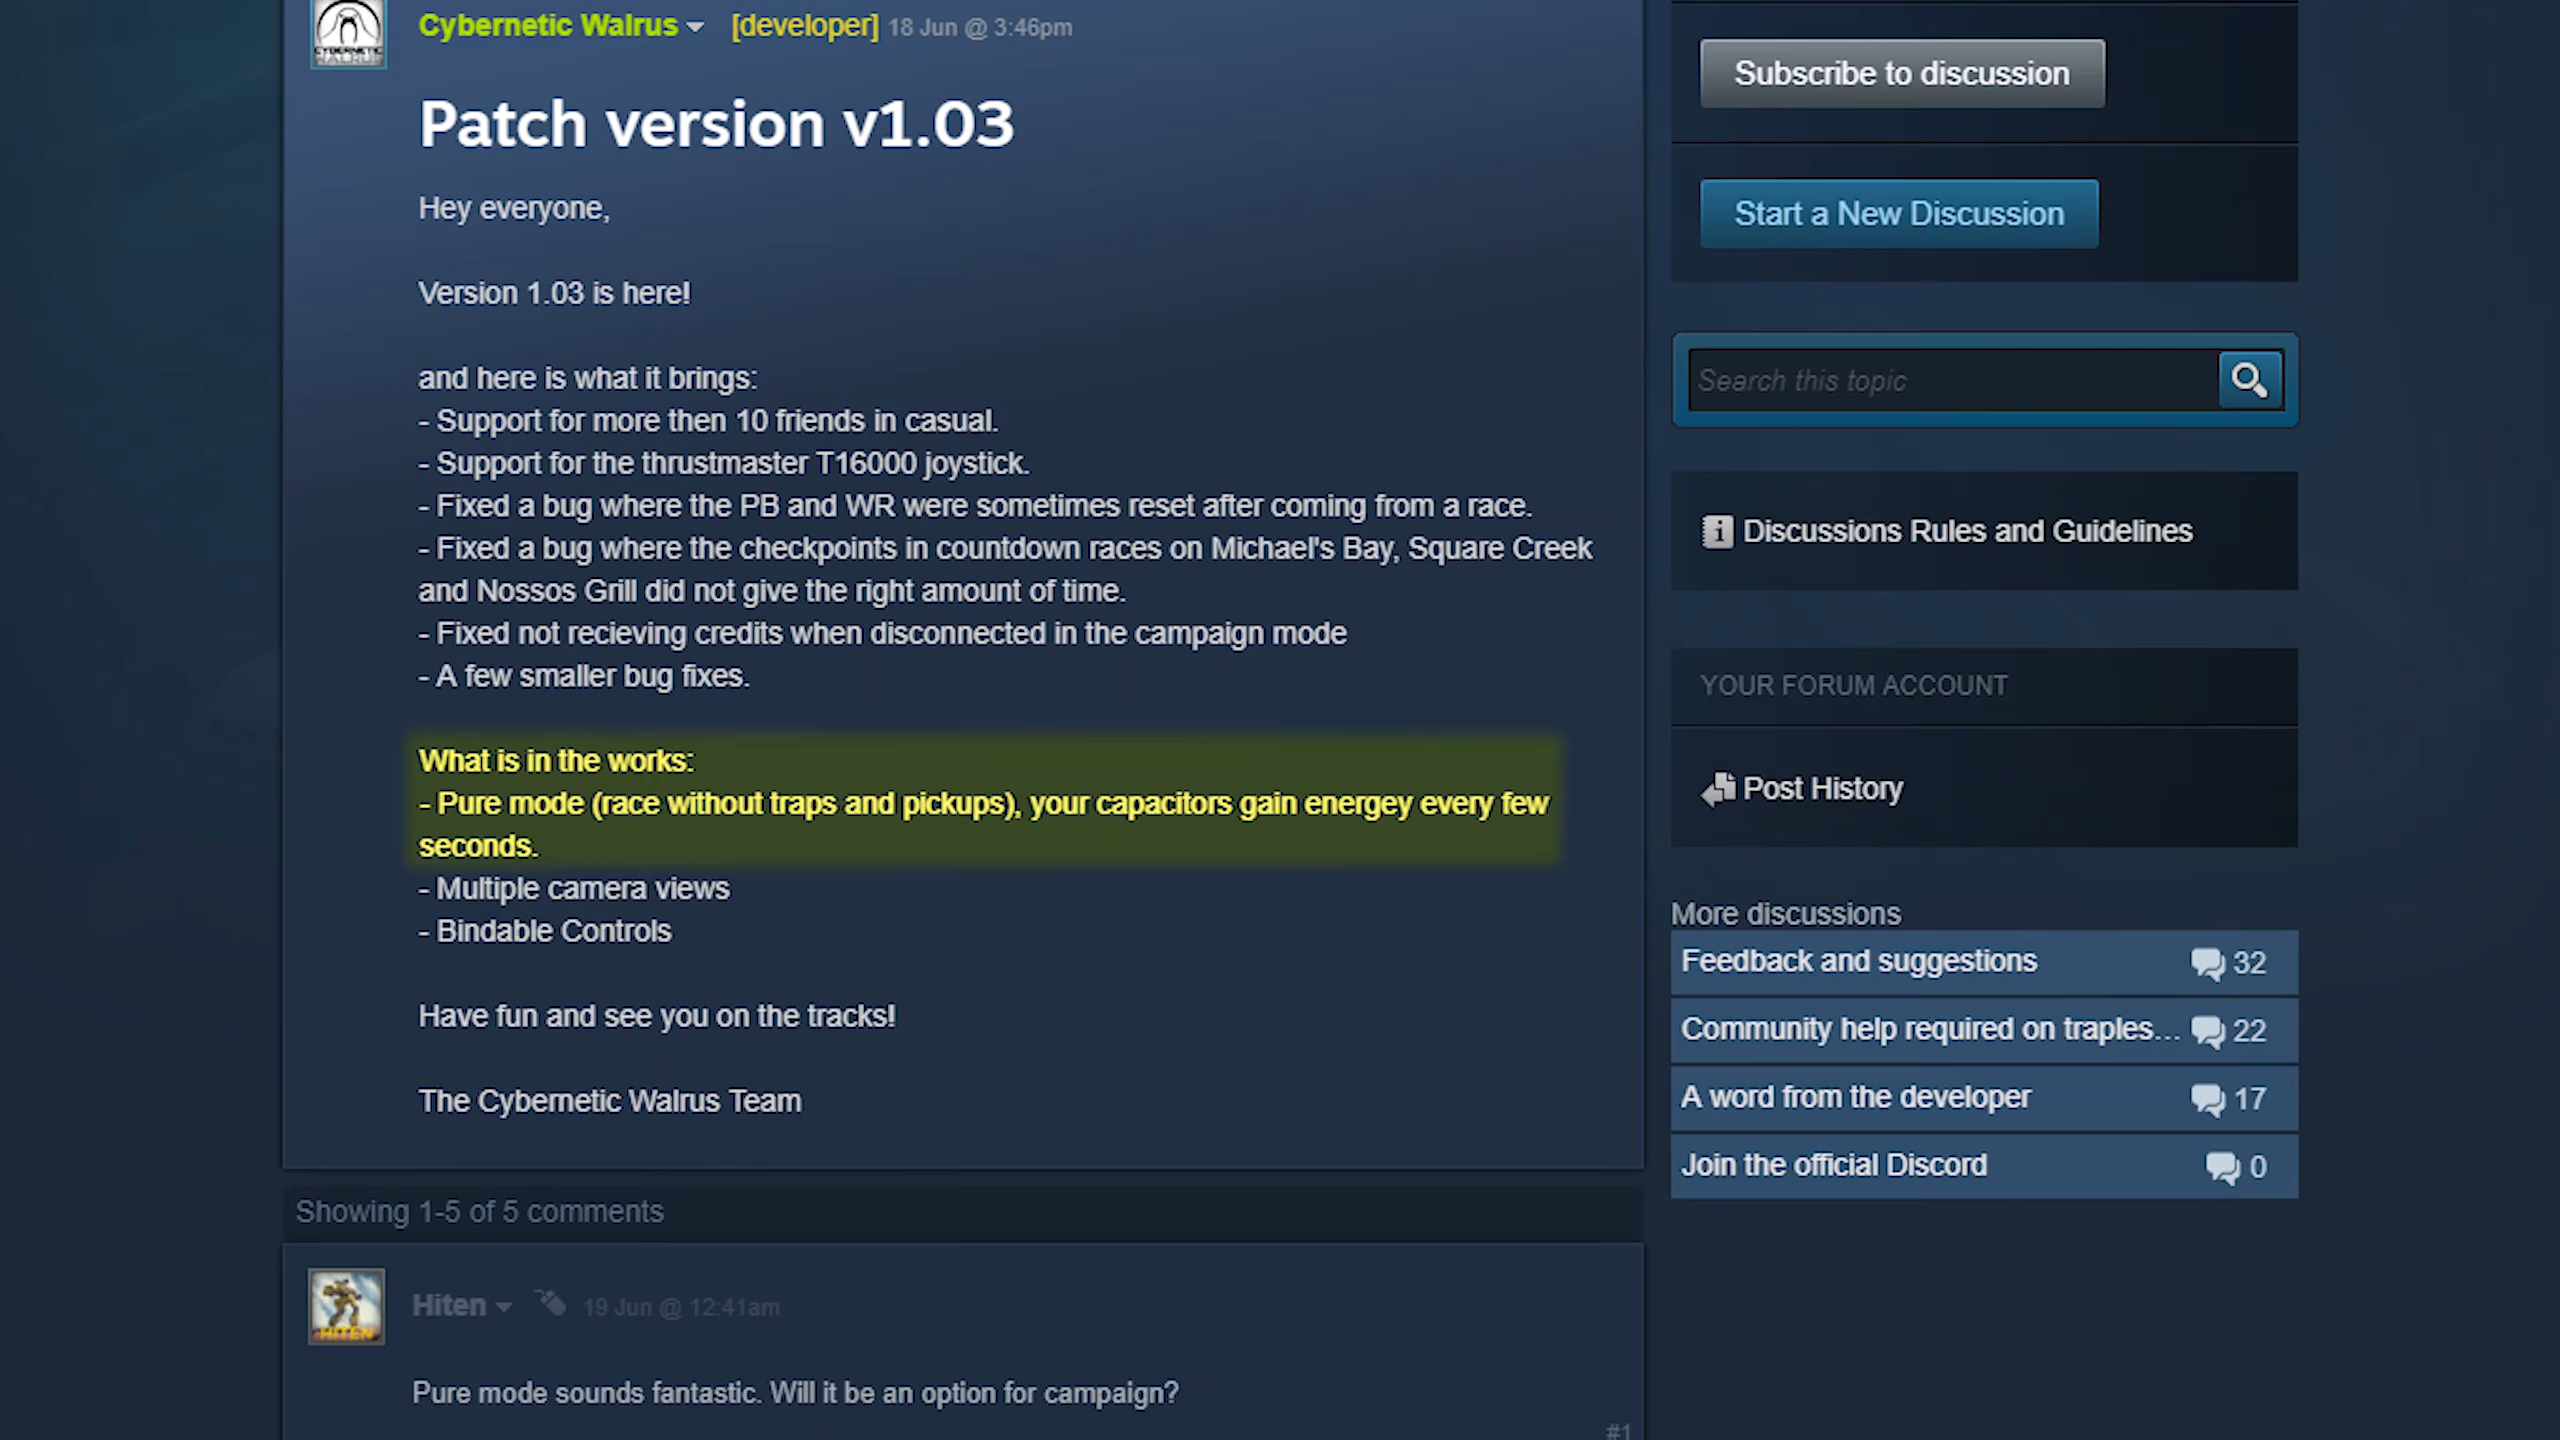 Cybernetic Walrus [developer] 18 Jun @ 3:46pm
CYBERNETIC
WALRUS
Patch version v1.03
Hey everyone,
Version 1.03 is here!
and here is what it brings:
- Support for more then 10 friends in casual.
- Support for the thrustmaster T16000 joystick.
- Fixed a bug where the PB and WR were sometimes reset after coming from a race.
- Fixed a bug where the checkpoints in countdown races on Michael's Bay, Square Creek
and Nossos Grill did not give the right amount of time.
- Fixed not recieving credits when disconnected in the campaign mode
- A few smaller bug fixes.
What is in the works:
- Pure mode (race without traps and pickups), your capacitors gain energey every few
seconds.
- Multiple camera views
- Bindable Controls
Have fun and see you on the tracks!
The Cybernetic Walrus Team
Showing 1-5 of 5 comments
HITEN
Hiten 19 Jun @ 12:41am
Pure mode sounds fantastic. Will it be an option for campaign?
#1
Subscribe to discussion
Start a New Discussion
Search this topic
Discussions Rules and Guidelines
YOUR FORUM ACCOUNT
Post History
More discussions
Feedback and suggestions 32
Community help required on traples... 22
A word from the developer 17
Join the official Discord 0